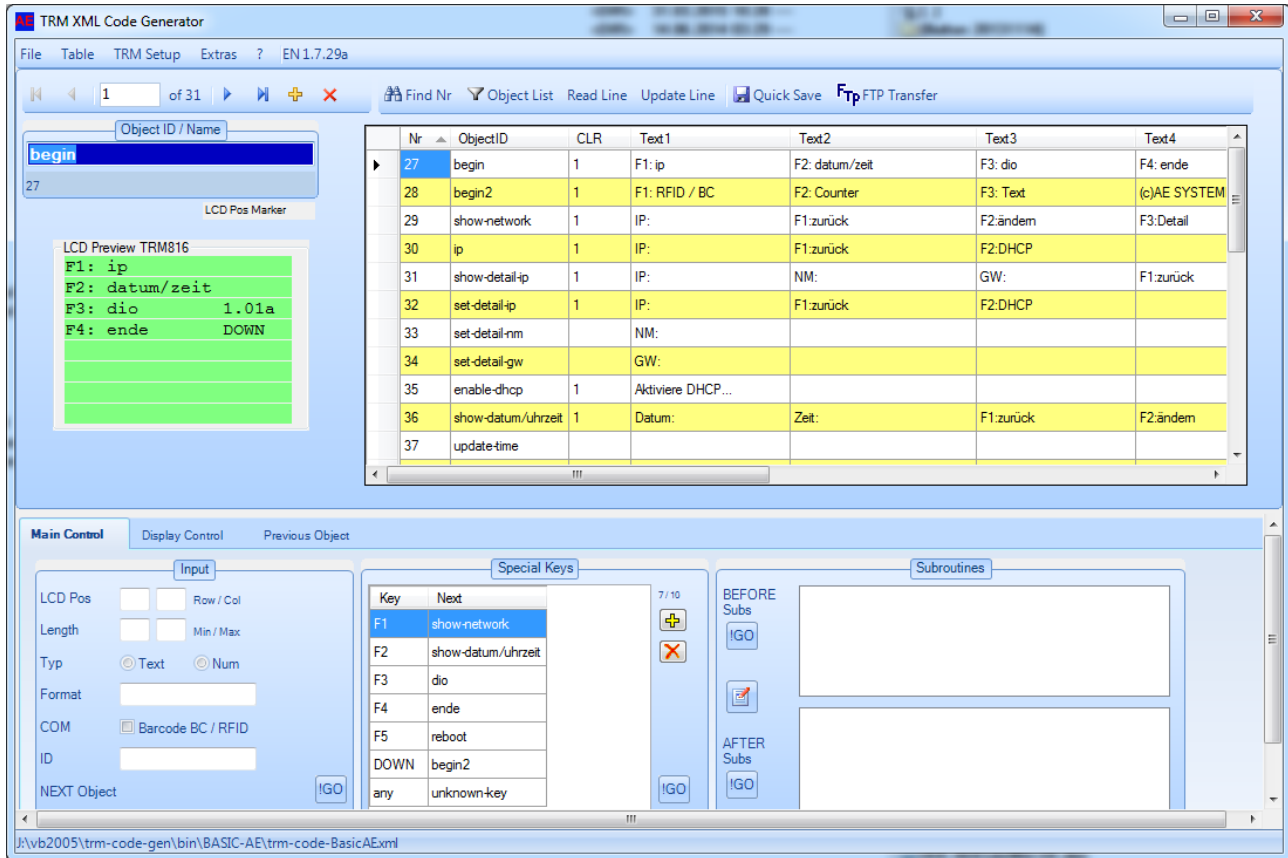 AE TRM XML Code Generator
File Table TRM Setup Extras ? EN 1.7.29a
1 of 31 Find Nr Object List Read Line Update Line Quick Save FTp FTP Transfer
Object ID / Name
begin
27
LCD Pos Marker
LCD Preview TRM816
F1: ip
F2: datum/zeit
F3: dio 1.01a
F4: ende DOWN
Nr ObjectID CLR Text1 Text2 Text3 Text4
27 begin 1 F1: ip F2: datum/zeit F3: dio F4: ende
28 begin2 1 F1: RFID / BC F2: Counter F3: Text (c)AE SYSTEM
29 show-network 1 IP: F1:zurück F2:ändern F3:Detail
30 ip 1 IP: F1:zurück F2:DHCP
31 show-detail-ip 1 IP: NM: GW: F1:zurück
32 set-detail-ip 1 IP: F1:zurück F2:DHCP
33 set-detail-nm NM:
34 set-detail-gw GW:
35 enable-dhcp 1 Aktiviere DHCP...
36 show-datum/uhrzeit 1 Datum: Zeit: F1:zurück F2:ändern
37 update-time
Main Control Display Control Previous Object
Input
LCD Pos Row / Col
Length Min / Max
Typ Text Num
Format
COM Barcode BC / RFID
ID
NEXT Object !GO
Special Keys
Key Next 7 / 10
F1 show-network
F2 show-datum/uhrzeit
F3 dio
F4 ende
F5 reboot
DOWN begin2
any unknown-key !GO
Subroutines
BEFORE
Subs
!GO
AFTER
Subs
!GO
J:\vb2005\trm-code-gen\bin\BASIC-AE\trm-code-BasicAE.xml